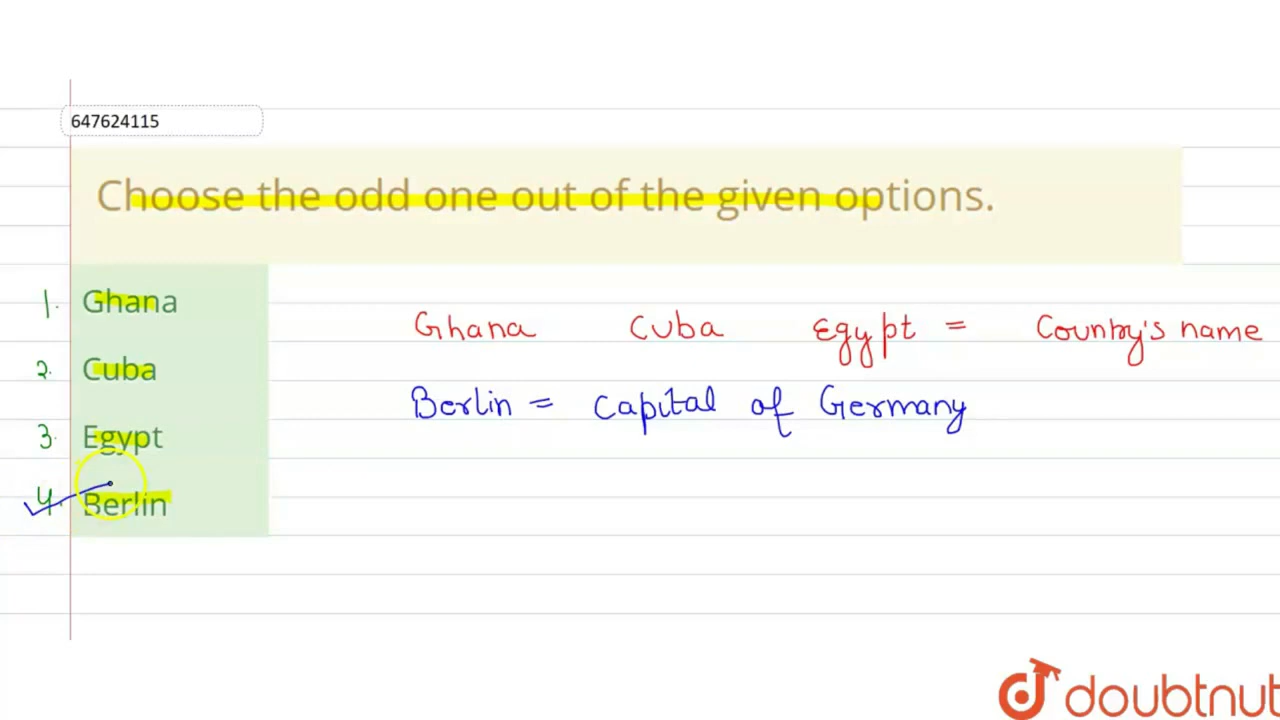 647624115
Choose the odd one out of the given options.
1. Ghana
2. Cuba
3. Egypt
4. Berlin
Ghana Cuba Egypt = Country's name
Berlin = capital of Germany
doubtnut